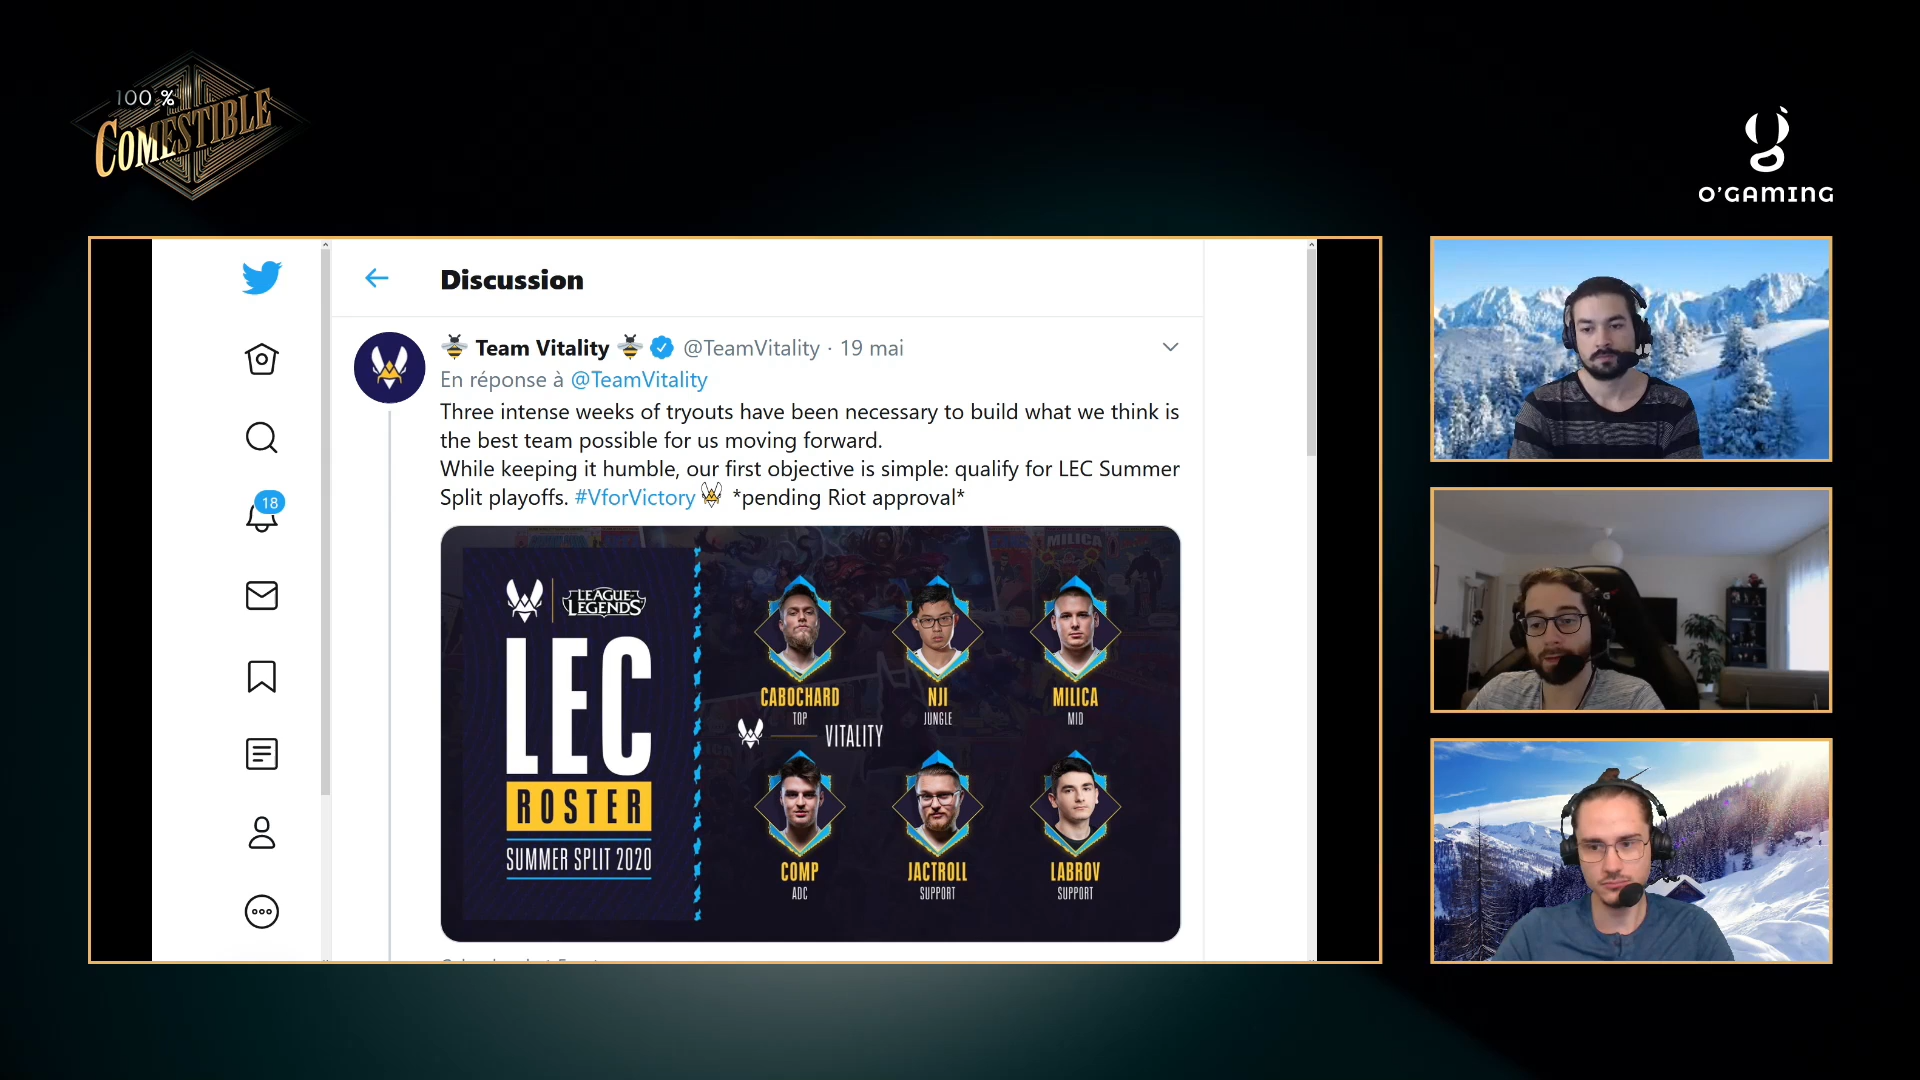 100 %
COMESTIBLE
O'GAMING
Discussion
Team Vitality @TeamVitality · 19 mai
En réponse à @TeamVitality
Three intense weeks of tryouts have been necessary to build what we think is
the best team possible for us moving forward.
While keeping it humble, our first objective is simple: qualify for LEC Summer
Split playoffs. #VforVictory *pending Riot approval*
18
LEAGUE OF
LEGENDS
LEC
ROSTER
SUMMER SPLIT 2020
MILICA
CABOCHARD
TOP
NJI
JUNGLE
MILICA
MID
VITALITY
COMP
ADC
JACTROLL
SUPPORT
LABROV
SUPPORT